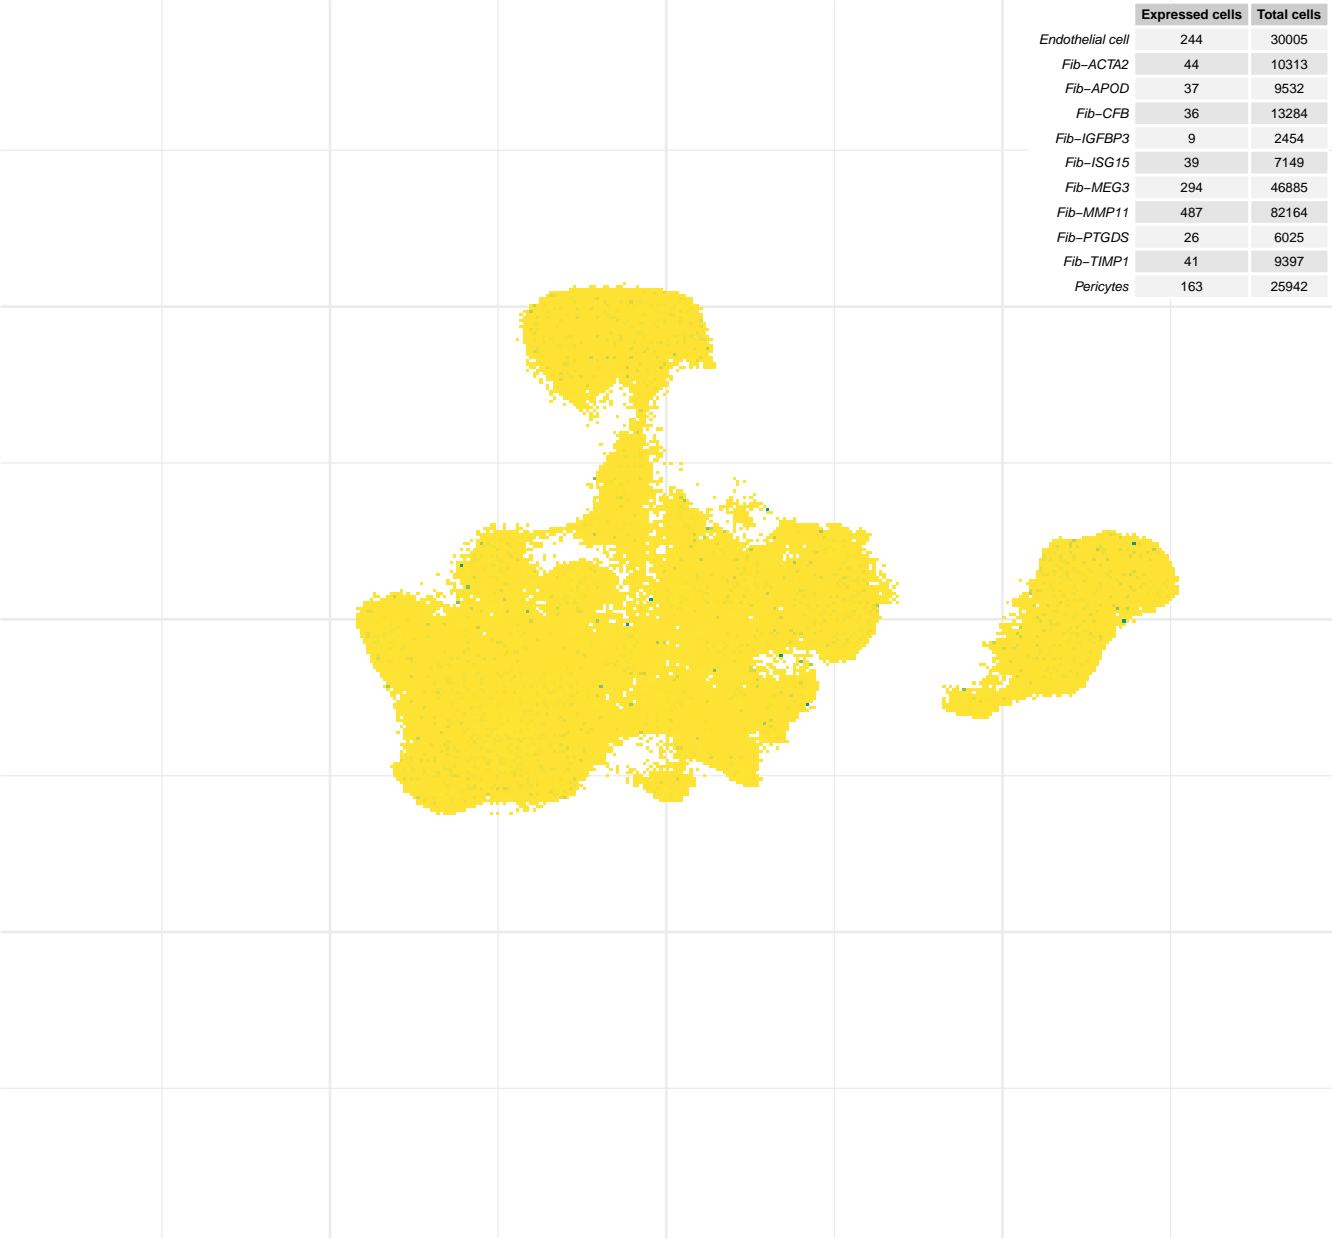 Expressed cells Total cells
Endothelial cell 244 30005
Fib−ACTA2 44 10313
Fib−APOD 37 9532
Fib−CFB 36 13284
Fib−IGFBP3 9 2454
Fib−ISG15 39 7149
Fib−MEG3 294 46885
Fib−MMP11 487 82164
Fib−PTGDS 26 6025
Fib−TIMP1 41 9397
Pericytes 163 25942